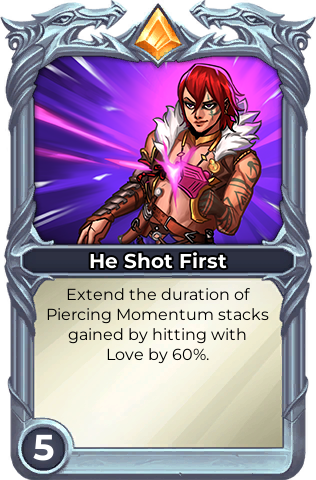 He Shot First
Extend the duration of
Piercing Momentum stacks
gained by hitting with
Love by 60%.
5